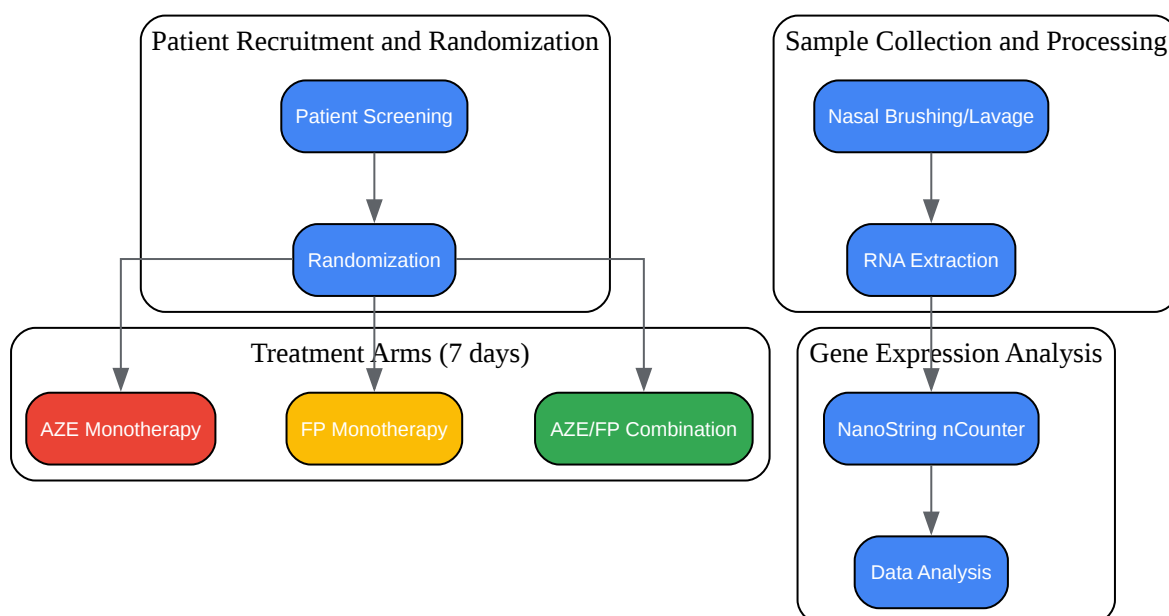 Patient Recruitment and Randomization
Patient Screening
Randomization
Treatment Arms (7 days)
AZE Monotherapy
FP Monotherapy
AZE/FP Combination
Sample Collection and Processing
Nasal Brushing/Lavage
RNA Extraction
Gene Expression Analysis
NanoString nCounter
Data Analysis